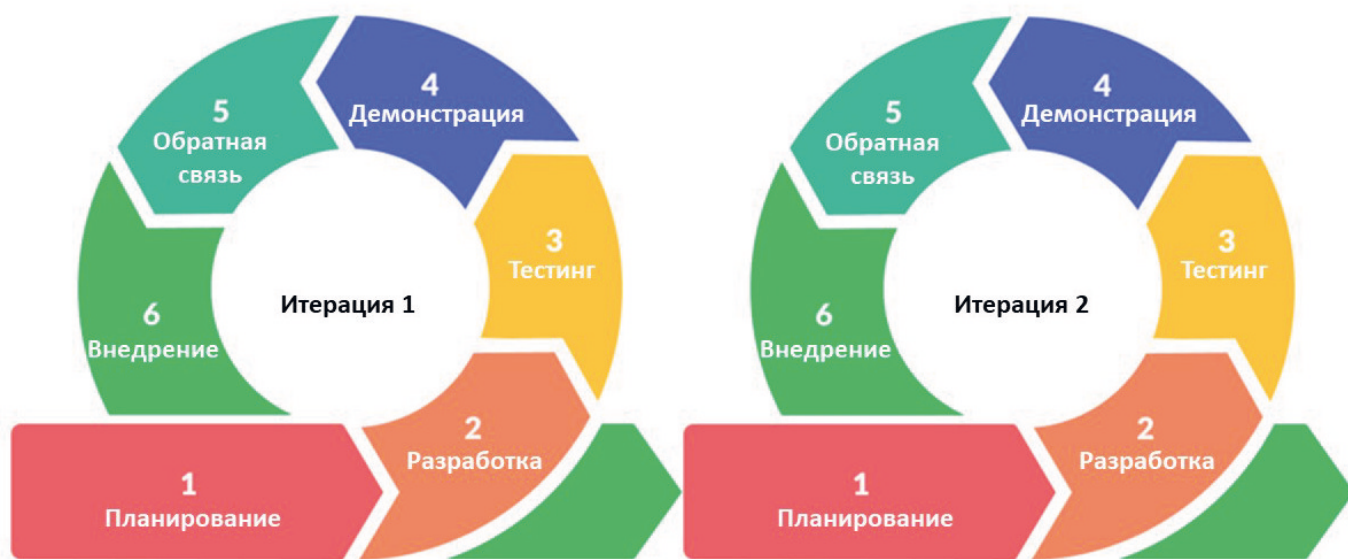 4
Демонстрация
5
Обратная
связь
3
Тестинг
Итерация 1
6
Внедрение
2
Разработка
1
Планирование
4
Демонстрация
5
Обратная
связь
3
Тестинг
Итерация 2
6
Внедрение
2
Разработка
1
Планирование